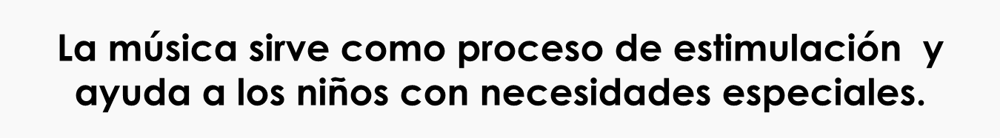 La música sirve como proceso de estimulación  y
ayuda a los niños con necesidades especiales.